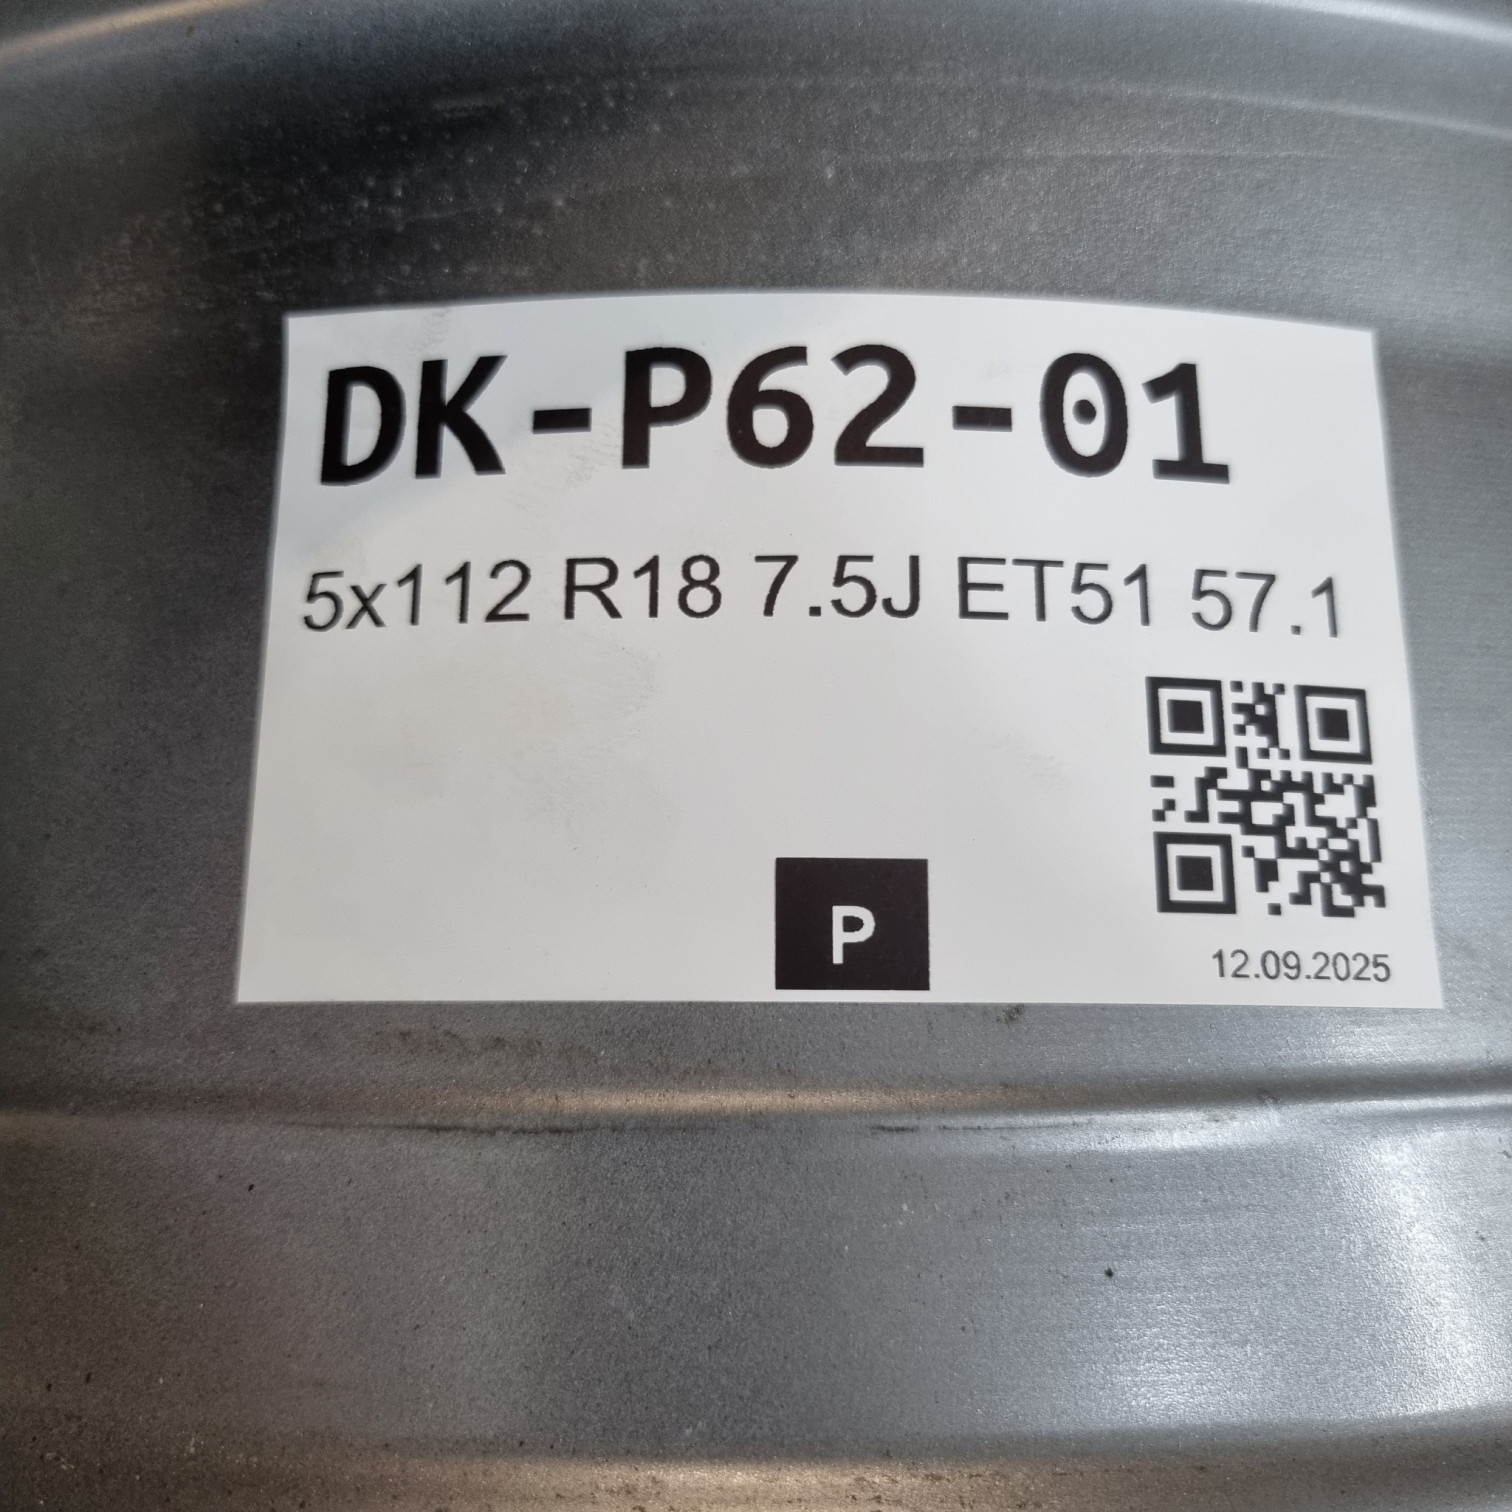 DK-P62-01
5x112 R18 7.5J ET51 57.1
P
12.09.2025